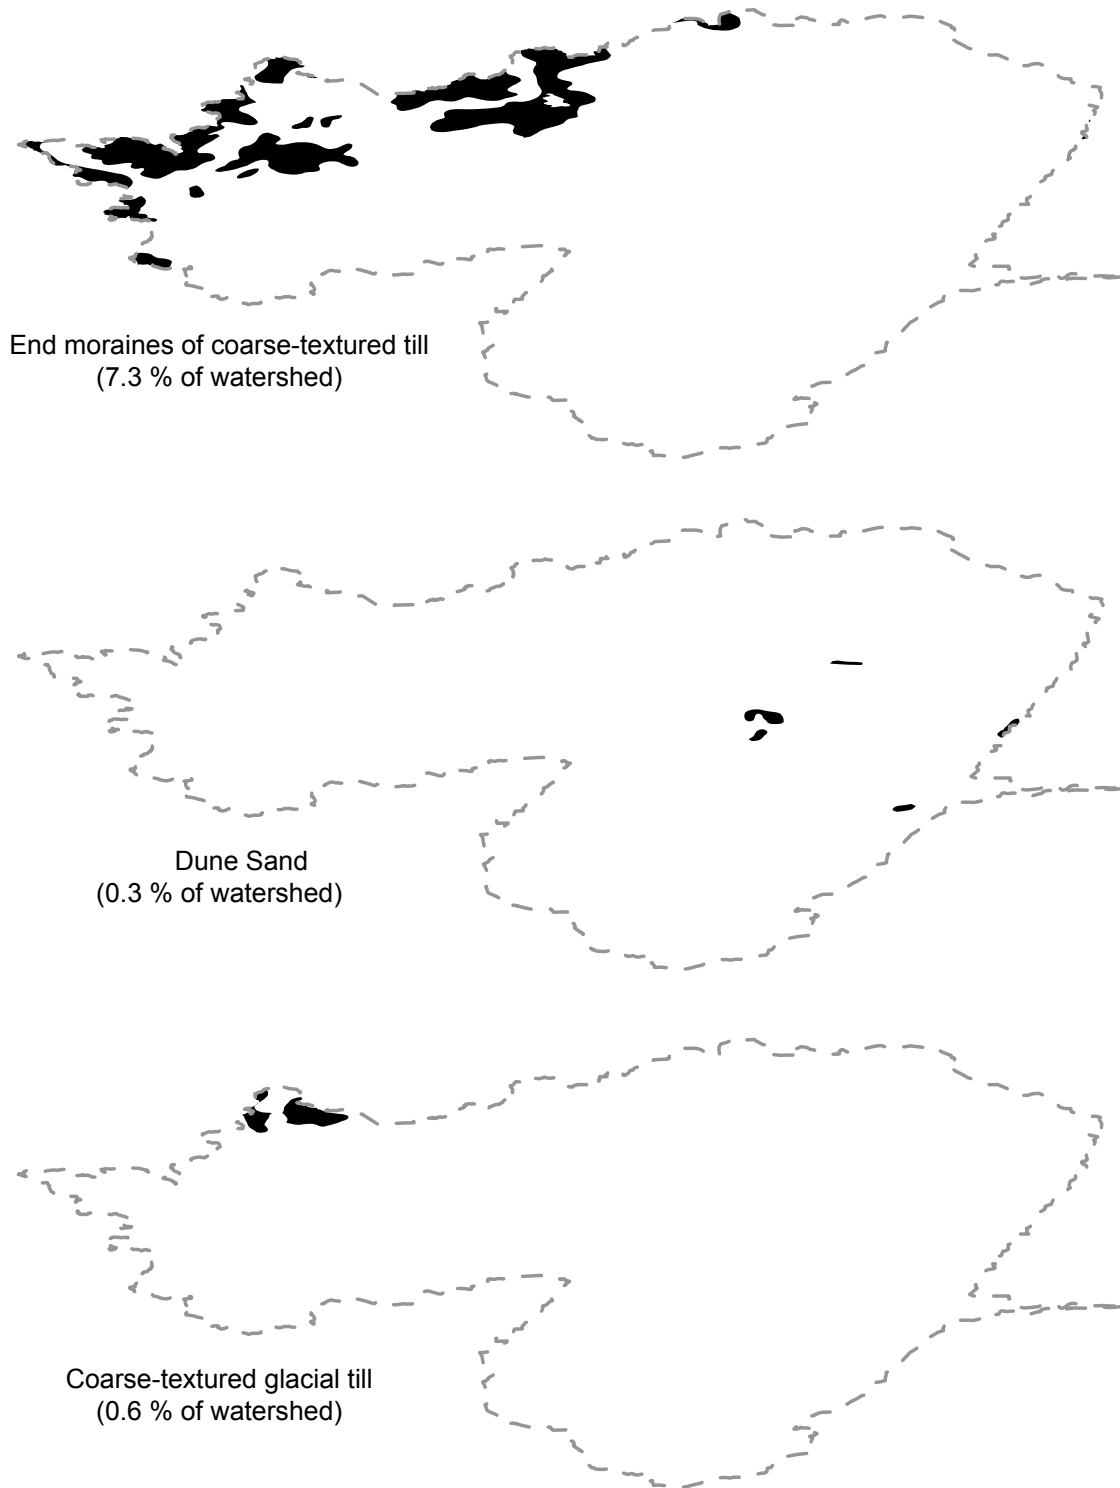 End moraines of coarse-textured till
(7.3 % of watershed)
Dune Sand
(0.3 % of watershed)
Coarse-textured glacial till
(0.6 % of watershed)